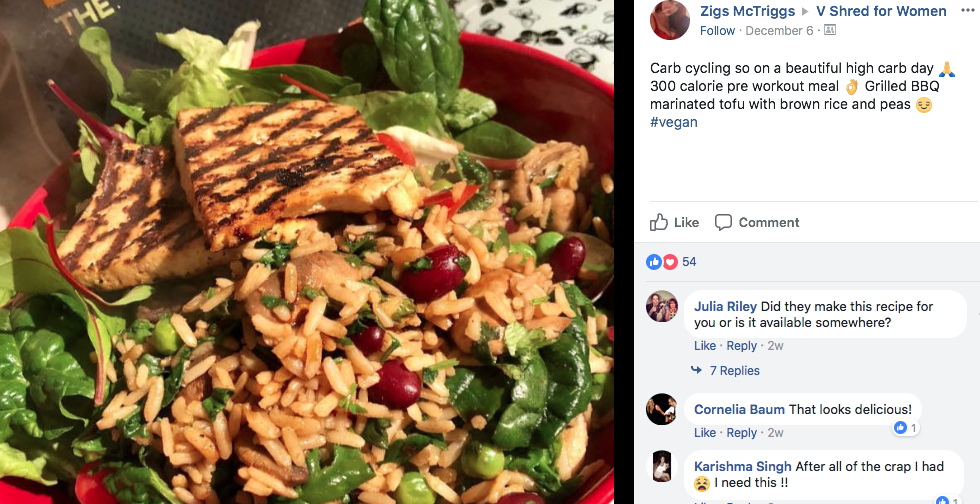 THE
Zigs McTriggs ▸ V Shred for Women
Follow · December 6 ·
Carb cycling so on a beautiful high carb day 🙏
300 calorie pre workout meal 👌 Grilled BBQ
marinated tofu with brown rice and peas 😏
#vegan
Like Comment
54
Julia Riley Did they make this recipe for
you or is it available somewhere?
Like · Reply · 2w
7 Replies
Cornelia Baum That looks delicious!
1
Like · Reply · 2w
Karishma Singh After all of the crap I had
😫 I need this !!
1